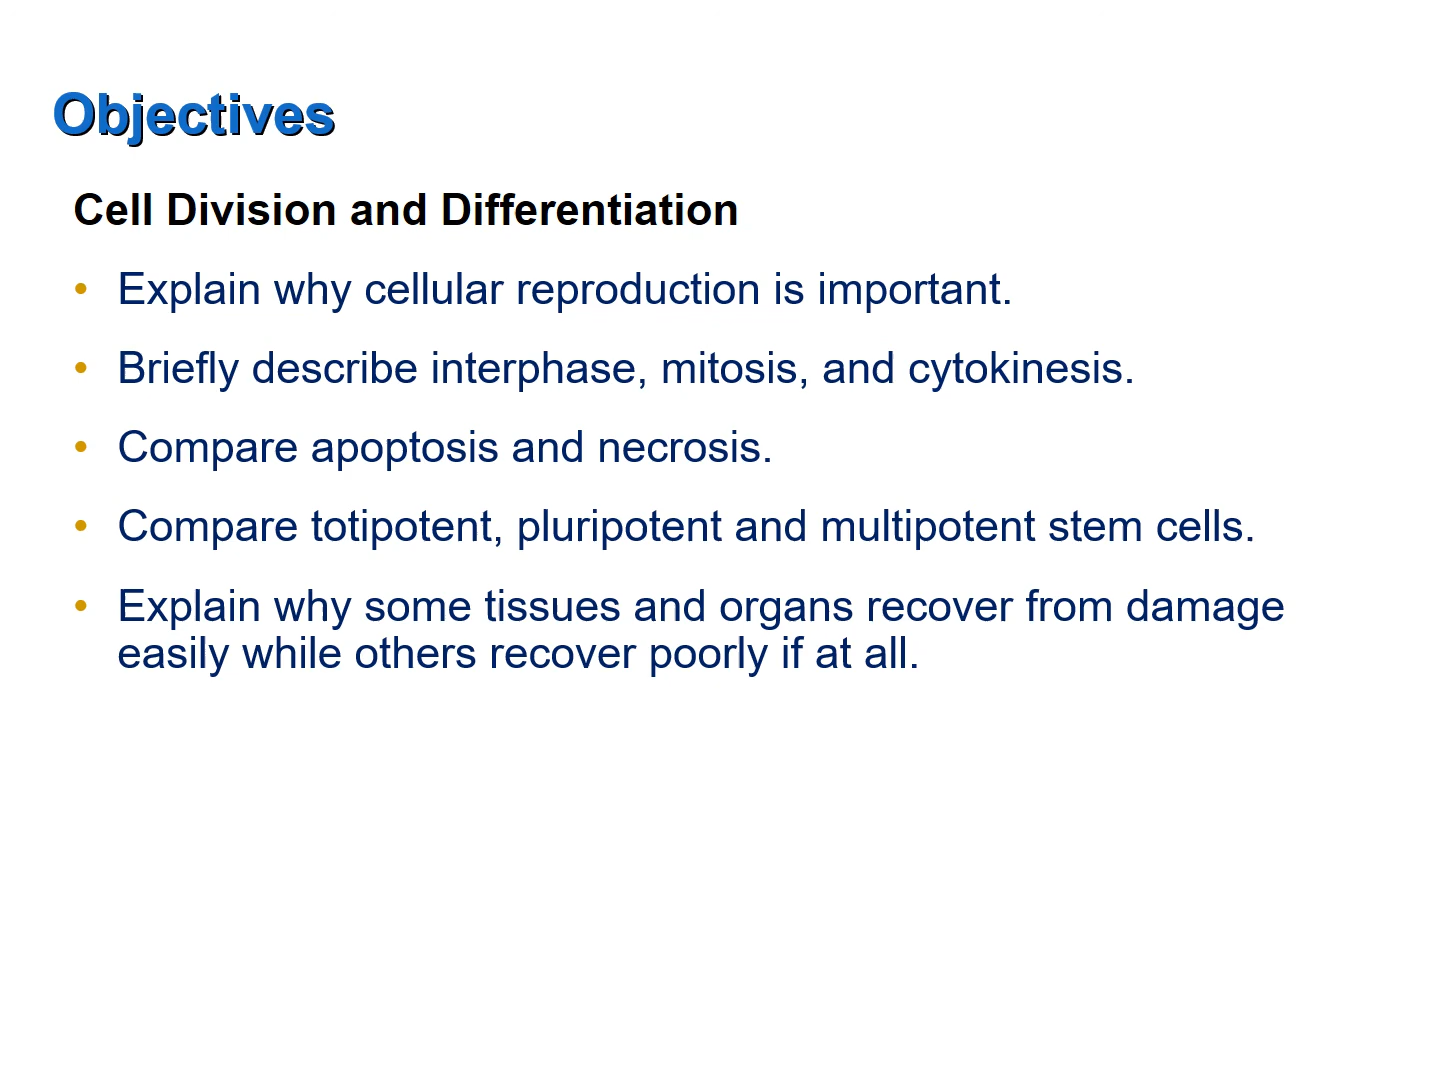 Objectives
Cell Division and Differentiation
• Explain why cellular reproduction is important.
• Briefly describe interphase, mitosis, and cytokinesis.
• Compare apoptosis and necrosis.
• Compare totipotent, pluripotent and multipotent stem cells.
• Explain why some tissues and organs recover from damage
easily while others recover poorly if at all.